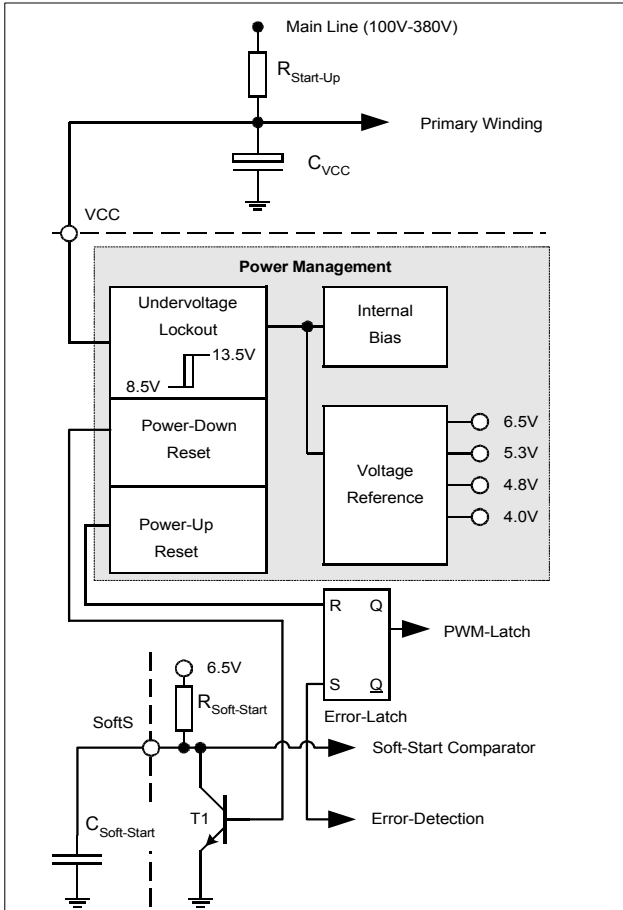 Main Line (100V-380V)
R Start-Up
Primary Winding
C VCC
VCC
Power Management
Undervoltage
Lockout
13.5V
8.5V
Internal
Bias
Power-Down
Reset
Power-Up
Reset
Voltage
Reference
6.5V
5.3V
4.8V
4.0V
R Q
S Q
PWM-Latch
Error-Latch
6.5V
R Soft-Start
SoftS
Soft-Start Comparator
T1
Error-Detection
C Soft-Start